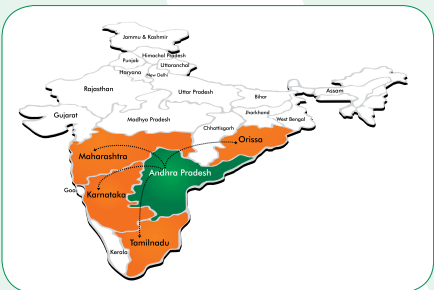 Jammu & Kashmir
Himachal Pradesh
Punjab
Uttaranchal
Haryana
New Delhi
Rajasthan
Uttar Pradesh
Assam
Bihar
Gujarat
Madhya Pradesh
Jharkhand
West Bengal
Chhattisgarh
Orissa
Maharashtra
Andhra Pradesh
Goa
Karnataka
Tamilnadu
Kerala